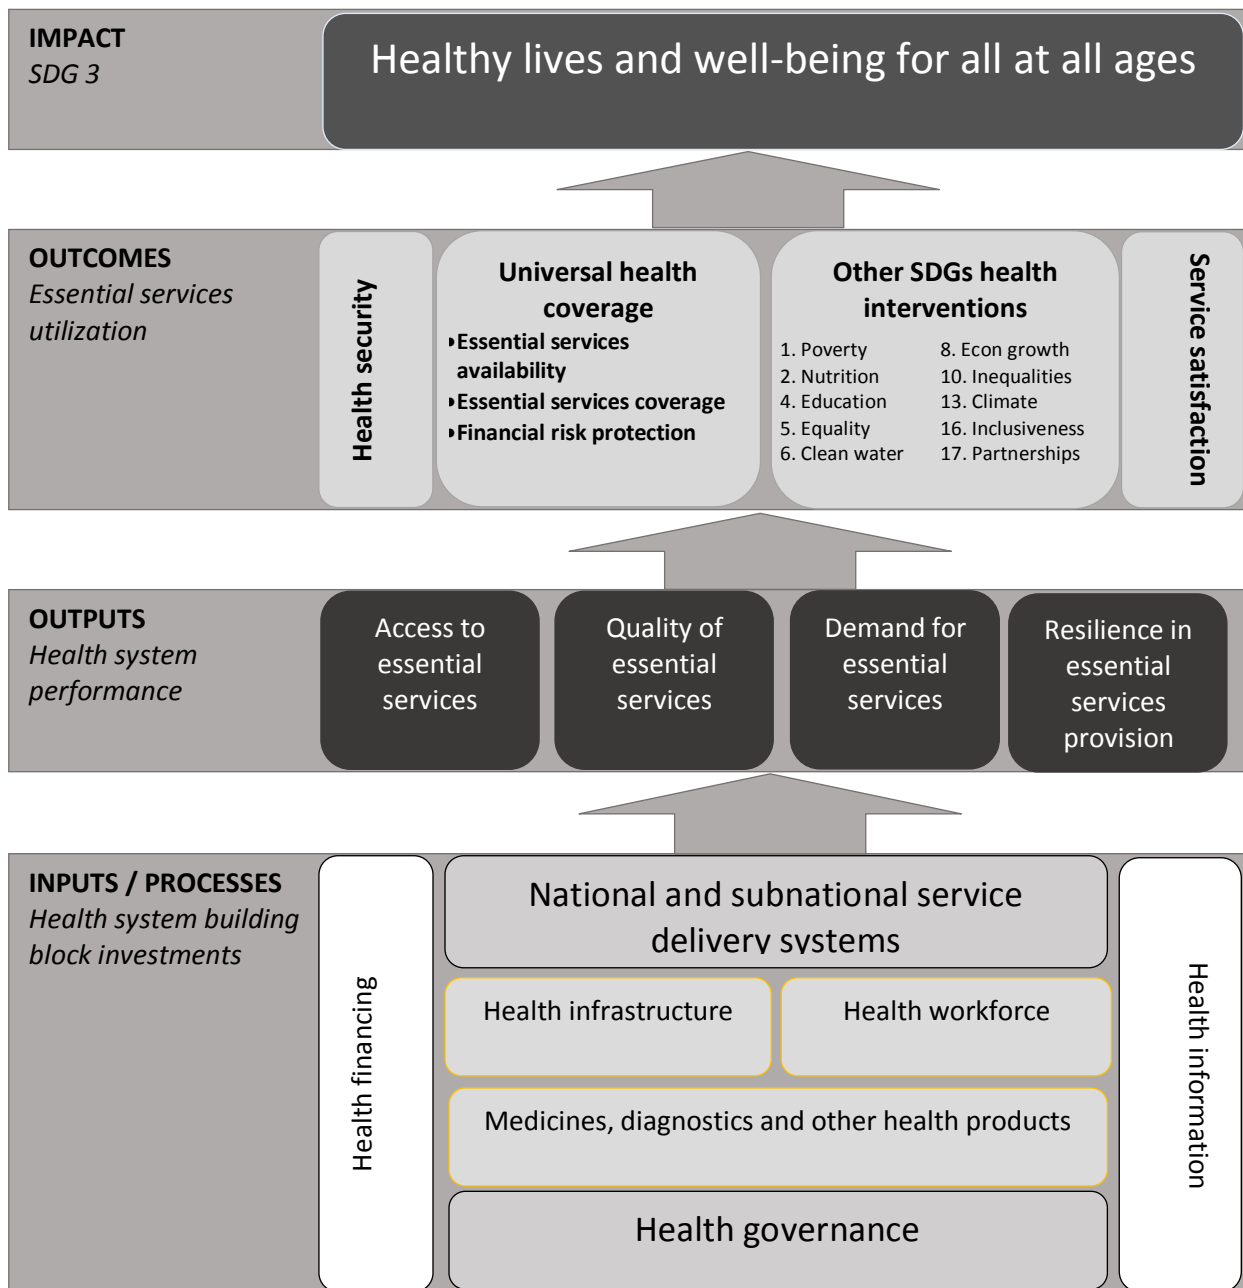 IMPACT
SDG 3
Healthy lives and well-being for all at all ages
OUTCOMES
Essential services
utilization
Health security
Universal health
coverage
•Essential services
availability
•Essential services coverage
•Financial risk protection
Other SDGs health
interventions
1. Poverty
2. Nutrition
4. Education
5. Equality
6. Clean water
8. Econ growth
10. Inequalities
13. Climate
16. Inclusiveness
17. Partnerships
Service satisfaction
OUTPUTS
Health system
performance
Access to
essential
services
Quality of
essential
services
Demand for
essential
services
Resilience in
essential
services
provision
INPUTS / PROCESSES
Health system building
block investments
Health financing
National and subnational service
delivery systems
Health infrastructure
Health workforce
Medicines, diagnostics and other health products
Health governance
Health information